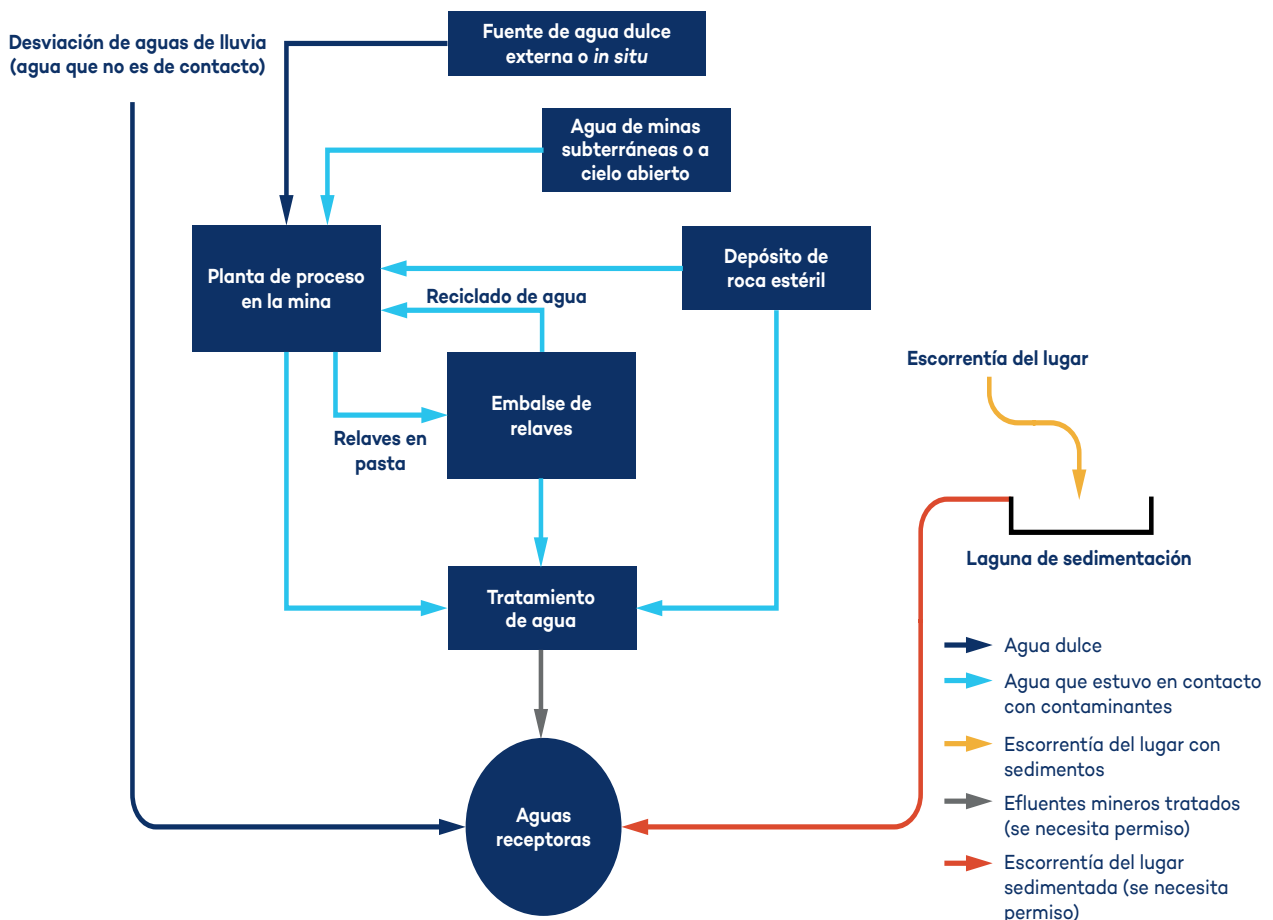 Desviación de aguas de lluvia
(agua que no es de contacto)
Fuente de agua dulce
externa o in situ
Agua de minas
subterráneas o a
cielo abierto
Planta de proceso
en la mina
Depósito de
roca estéril
Reciclado de agua
Escorrentía del lugar
Embalse de
relaves
Relaves en
pasta
Laguna de sedimentación
Tratamiento
de agua
Aguas
receptoras
Agua dulce
Agua que estuvo en contacto
con contaminantes
Escorrentía del lugar con
sedimentos
Efluentes mineros tratados
(se necesita permiso)
Escorrentía del lugar
sedimentada (se necesita
permiso)